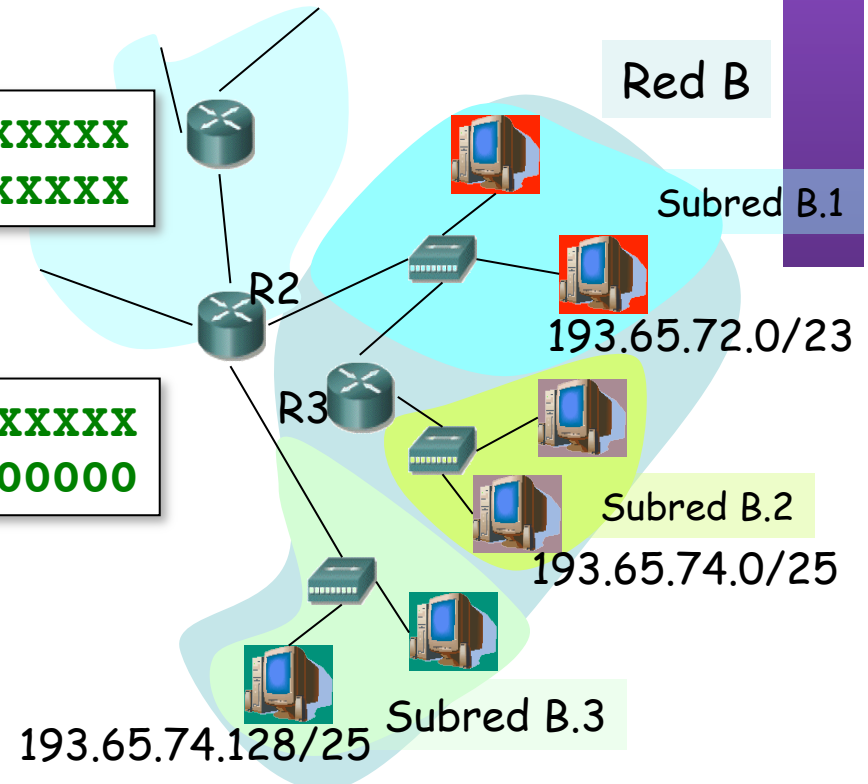 Red B
XXXXX
XXXXX
Subred B.1
R2
193.65.72.0/23
R3
XXXXX
00000
Subred B.2
193.65.74.0/25
Subred B.3
193.65.74.128/25